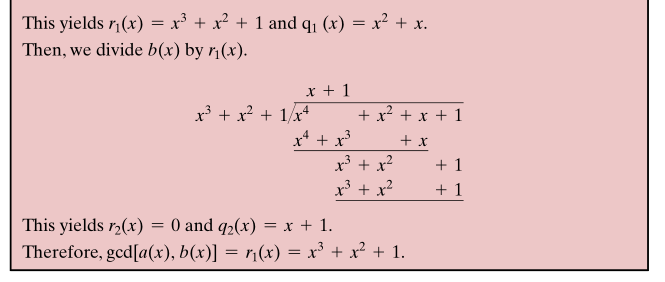 This yields r₁(x) = x³ + x² + 1 and q₁ (x) = x² + x.
Then, we divide b(x) by r₁(x).
x + 1
x³ + x² + 1/x⁴ + x² + x + 1
x⁴ + x³ + x
x³ + x² + 1
x³ + x² + 1
This yields r₂(x) = 0 and q₂(x) = x + 1.
Therefore, gcd[a(x), b(x)] = r₁(x) = x³ + x² + 1.